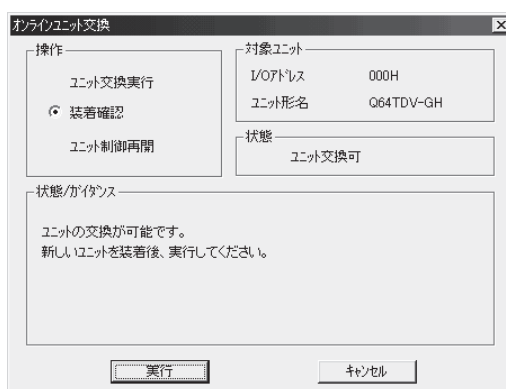 オンラインユニット交換
操作
ユニット交換実行
装着確認
ユニット制御再開
対象ユニット
I/Oアドレス 000H
ユニット形名 Q64TDV-GH
状態
ユニット交換可
状態/ガイダンス
ユニットの交換が可能です。
新しいユニットを装着後、実行してください。
実行 キャンセル